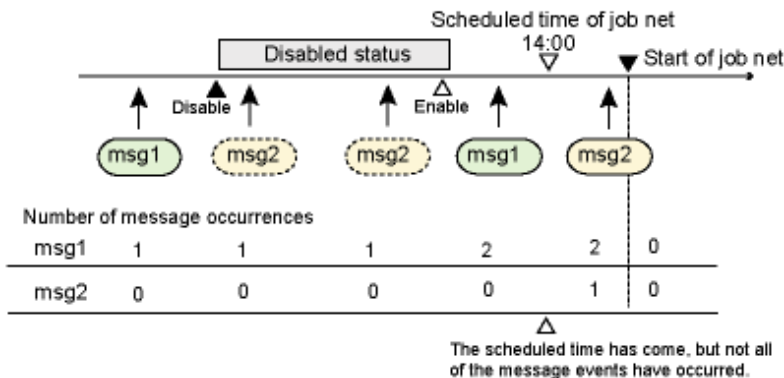 Scheduled time of job net
14:00
Disabled status
Start of job net
Disable
Enable
msg1
msg2
msg2
msg1
msg2
Number of message occurrences
msg1 1 1 1 2 2 0
msg2 0 0 0 0 1 0
The scheduled time has come, but not all
of the message events have occurred.